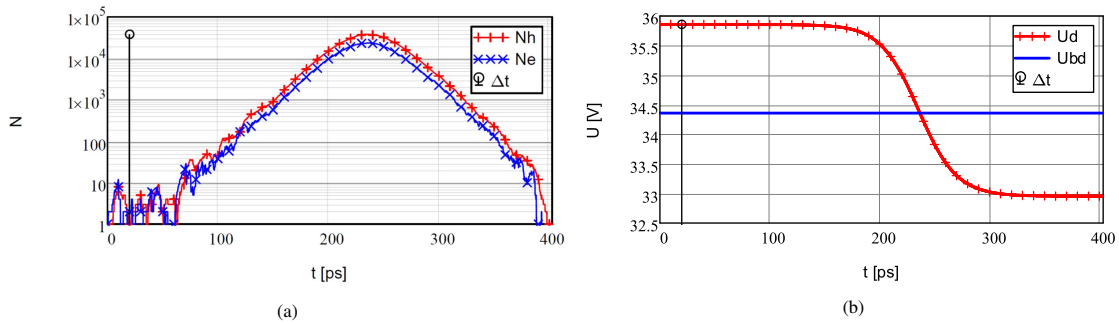 1×10⁵
1×10⁴
1×10³
100
10
1
N
0
100
200
300
400
t [ps]
Nh
Ne
Δt
(a)
36
35.5
35
34.5
34
33.5
33
32.5
U [V]
0
100
200
300
400
t [ps]
Ud
Ubd
Δt
(b)